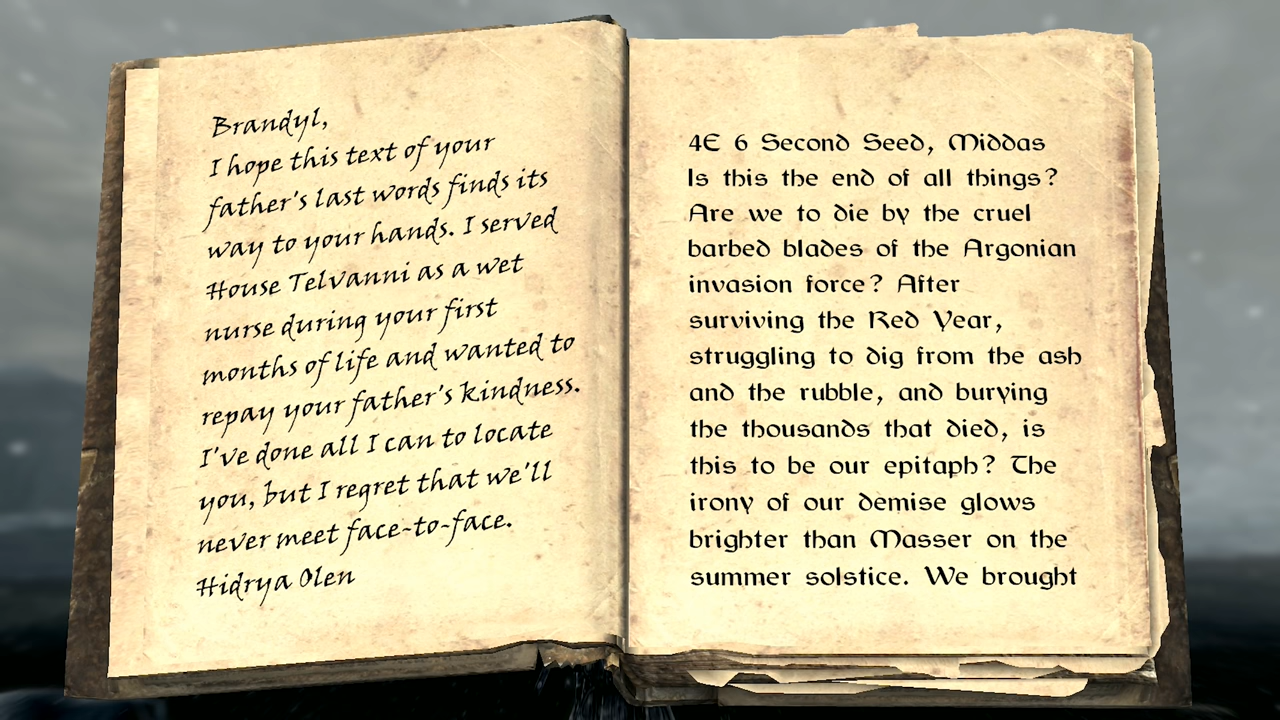 Brandyl,
I hope this text of your
father's last words finds its
way to your hands. I served
House Telvanni as a wet
nurse during your first
months of life and wanted to
repay your father's kindness.
I've done all I can to locate
you, but I regret that we'll
never meet face-to-face.
Hidrya Olen
4E 6 Second Seed, Middas
Is this the end of all things?
Are we to die by the cruel
barbed blades of the Argonian
invasion force? After
surviving the Red Year,
struggling to dig from the ash
and the rubble, and burying
the thousands that died, is
this to be our epitaph? The
irony of our demise glows
brighter than Masser on the
summer solstice. We brought